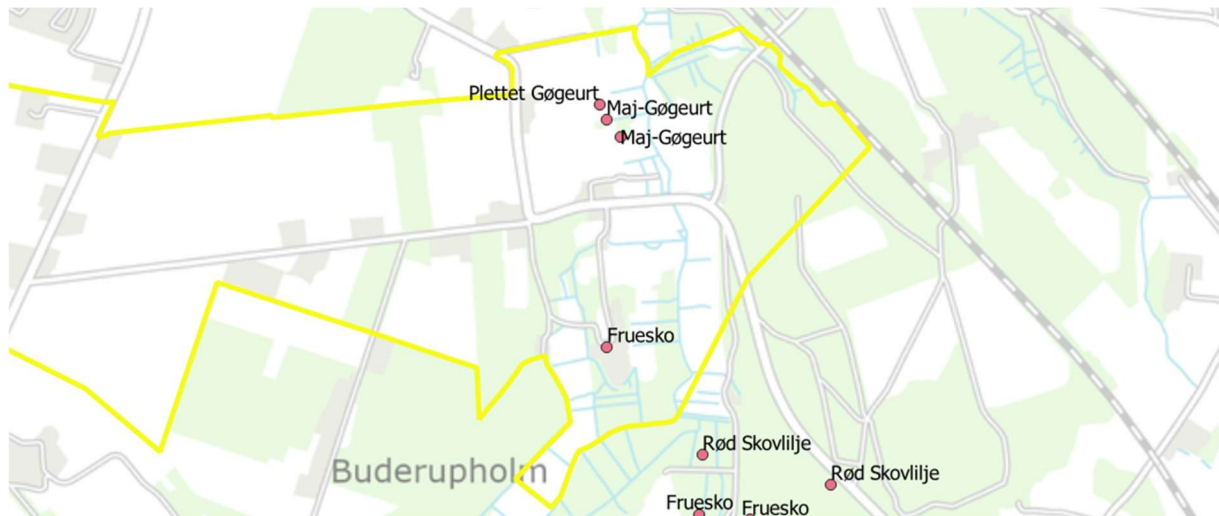 Plettet Gøgeurt
Maj-Gøgeurt
Maj-Gøgeurt
Fruesko
Rød Skovlilje
Buderupholm
Rød Skovlilje
Fruesko
Fruesko